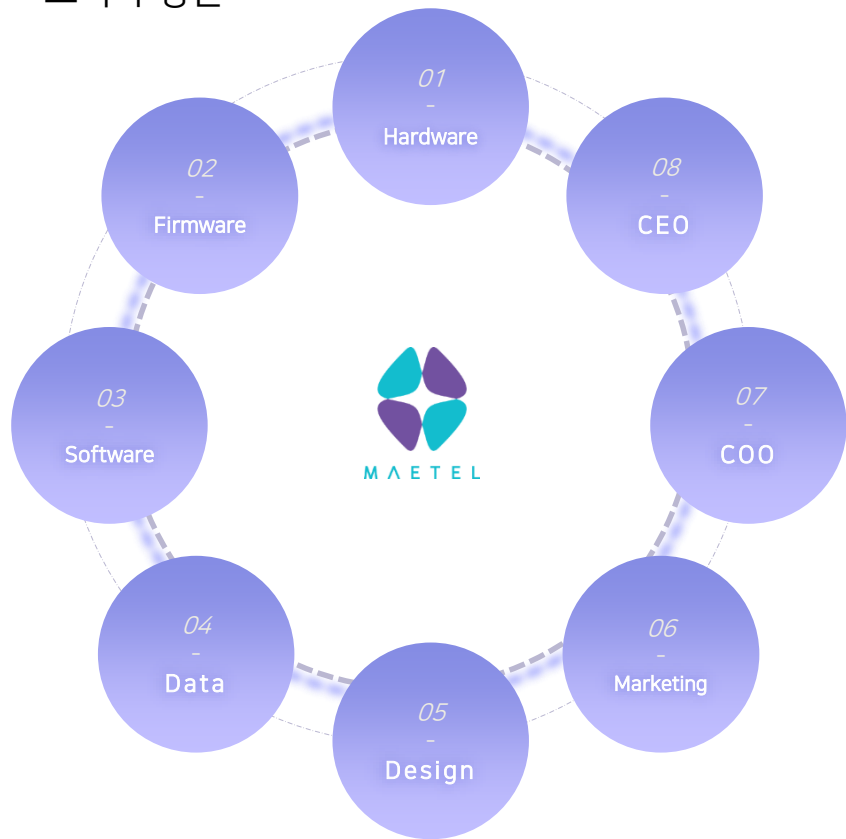 01
-
Hardware
02
-
Firmware
03
-
Software
04
-
Data
05
-
Design
06
-
Marketing
07
-
COO
08
-
CEO
MAETEL